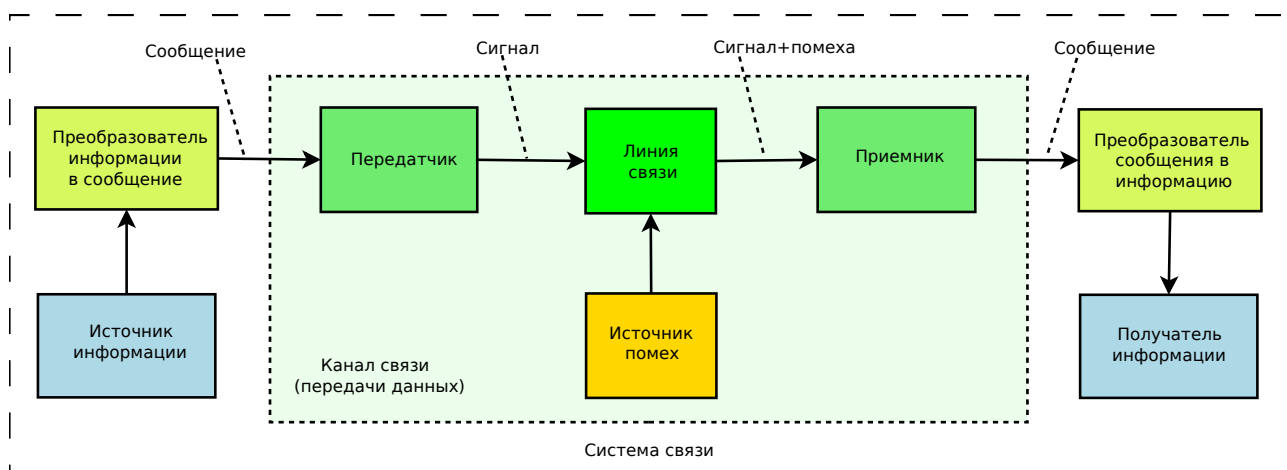 Сообщение
Сигнал
Сигнал+помеха
Сообщение
Преобразователь
информации
в сообщение
Передатчик
Линия
связи
Приемник
Преобразователь
сообщения в
информацию
Источник
информации
Источник
помех
Получатель
информации
Канал связи
(передачи данных)
Система связи